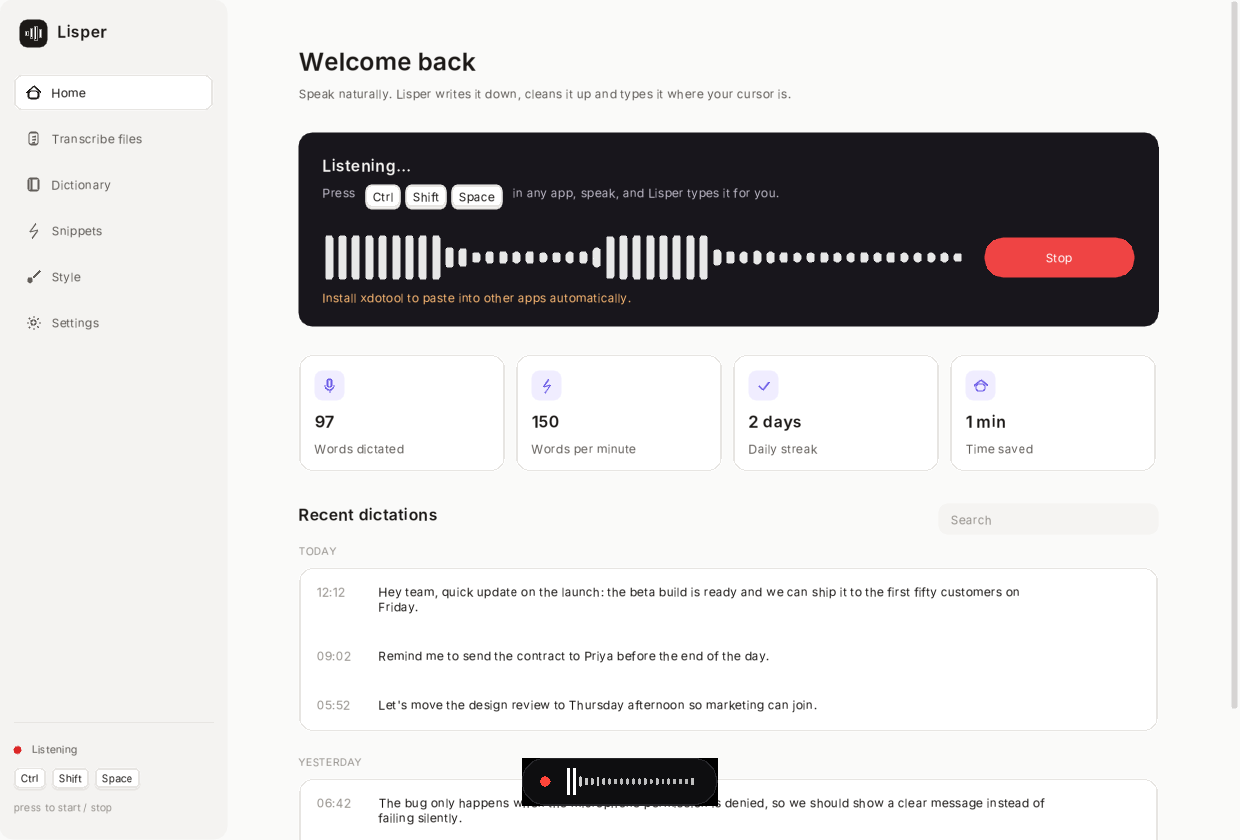 Lisper
Home
Transcribe files
Dictionary
Snippets
Style
Settings
Listening
Ctrl Shift Space
press to start / stop
Welcome back
Speak naturally. Lisper writes it down, cleans it up and types it where your cursor is.
Listening...
Press Ctrl Shift Space in any app, speak, and Lisper types it for you.
Stop
Install xdotool to paste into other apps automatically.
97
Words dictated
150
Words per minute
2 days
Daily streak
1 min
Time saved
Recent dictations
Search
TODAY
12:12 Hey team, quick update on the launch: the beta build is ready and we can ship it to the first fifty customers on
Friday.
09:02 Remind me to send the contract to Priya before the end of the day.
05:52 Let's move the design review to Thursday afternoon so marketing can join.
YESTERDAY
06:42 The bug only happens denied, so we should show a clear message instead of
failing silently.